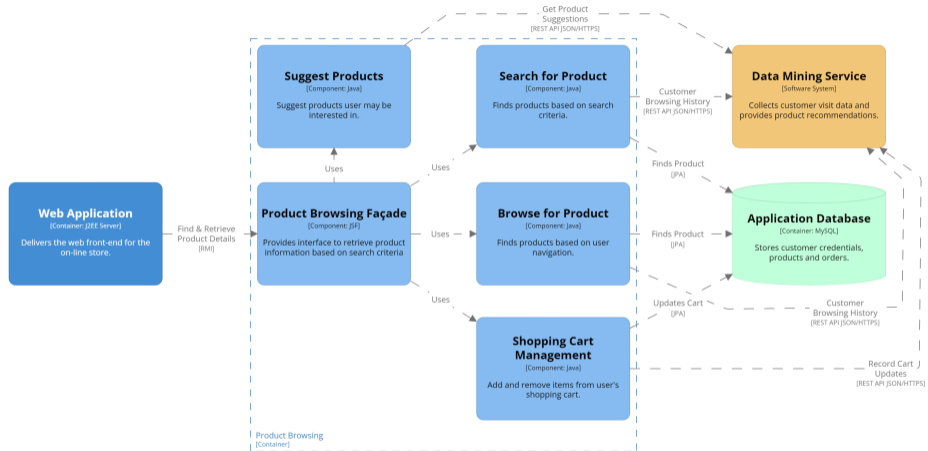 Get Product
Suggestions
[REST API JSON/HTTPS]
Suggest Products
[Component: Java]
Suggest products user may be
interested in.
Search for Product
[Component: Java]
Finds products based on search
criteria.
Customer
Browsing History
[REST API JSON/HTTPS]
Data Mining Service
[Software System]
Collects customer visit data and
provides product recommendations.
Uses
Uses
Finds Product
[JPA]
Web Application
[Container: J2EE Server]
Delivers the web front-end for the
on-line store.
Find & Retrieve
Product Details
[RMI]
Product Browsing Façade
[Component: JSF]
Provides interface to retrieve product
information based on search criteria
Uses
Browse for Product
[Component: Java]
Finds products based on user
navigation.
Finds Product
[JPA]
Application Database
[Container: MySQL]
Stores customer credentials,
products and orders.
Uses
Updates Cart
[JPA]
Customer
Browsing History
[REST API JSON/HTTPS]
Shopping Cart
Management
[Component: Java]
Add and remove items from user's
shopping cart.
Record Cart
Updates
[REST API JSON/HTTPS]
Product Browsing
[Container]